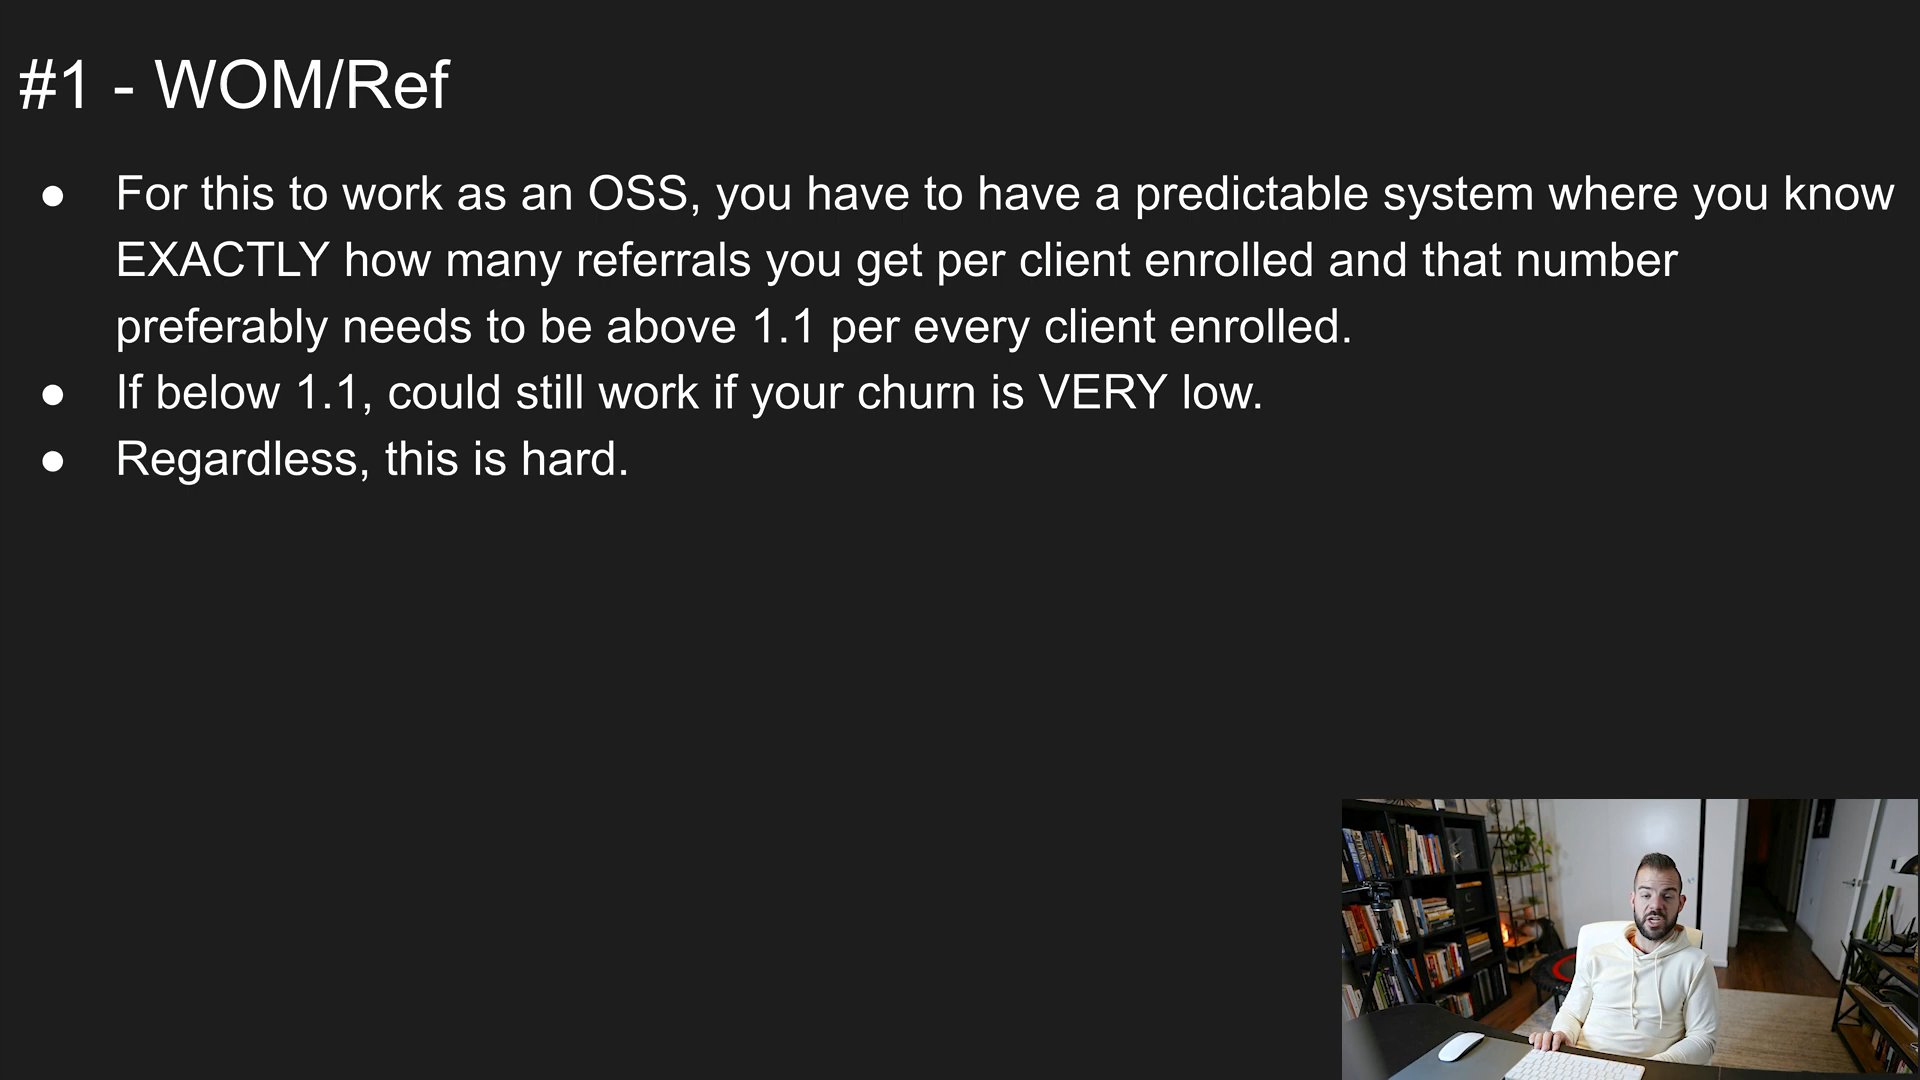 #1 - WOM/Ref
● For this to work as an OSS, you have to have a predictable system where you know
EXACTLY how many referrals you get per client enrolled and that number
preferably needs to be above 1.1 per every client enrolled.
● If below 1.1, could still work if your churn is VERY low.
● Regardless, this is hard.